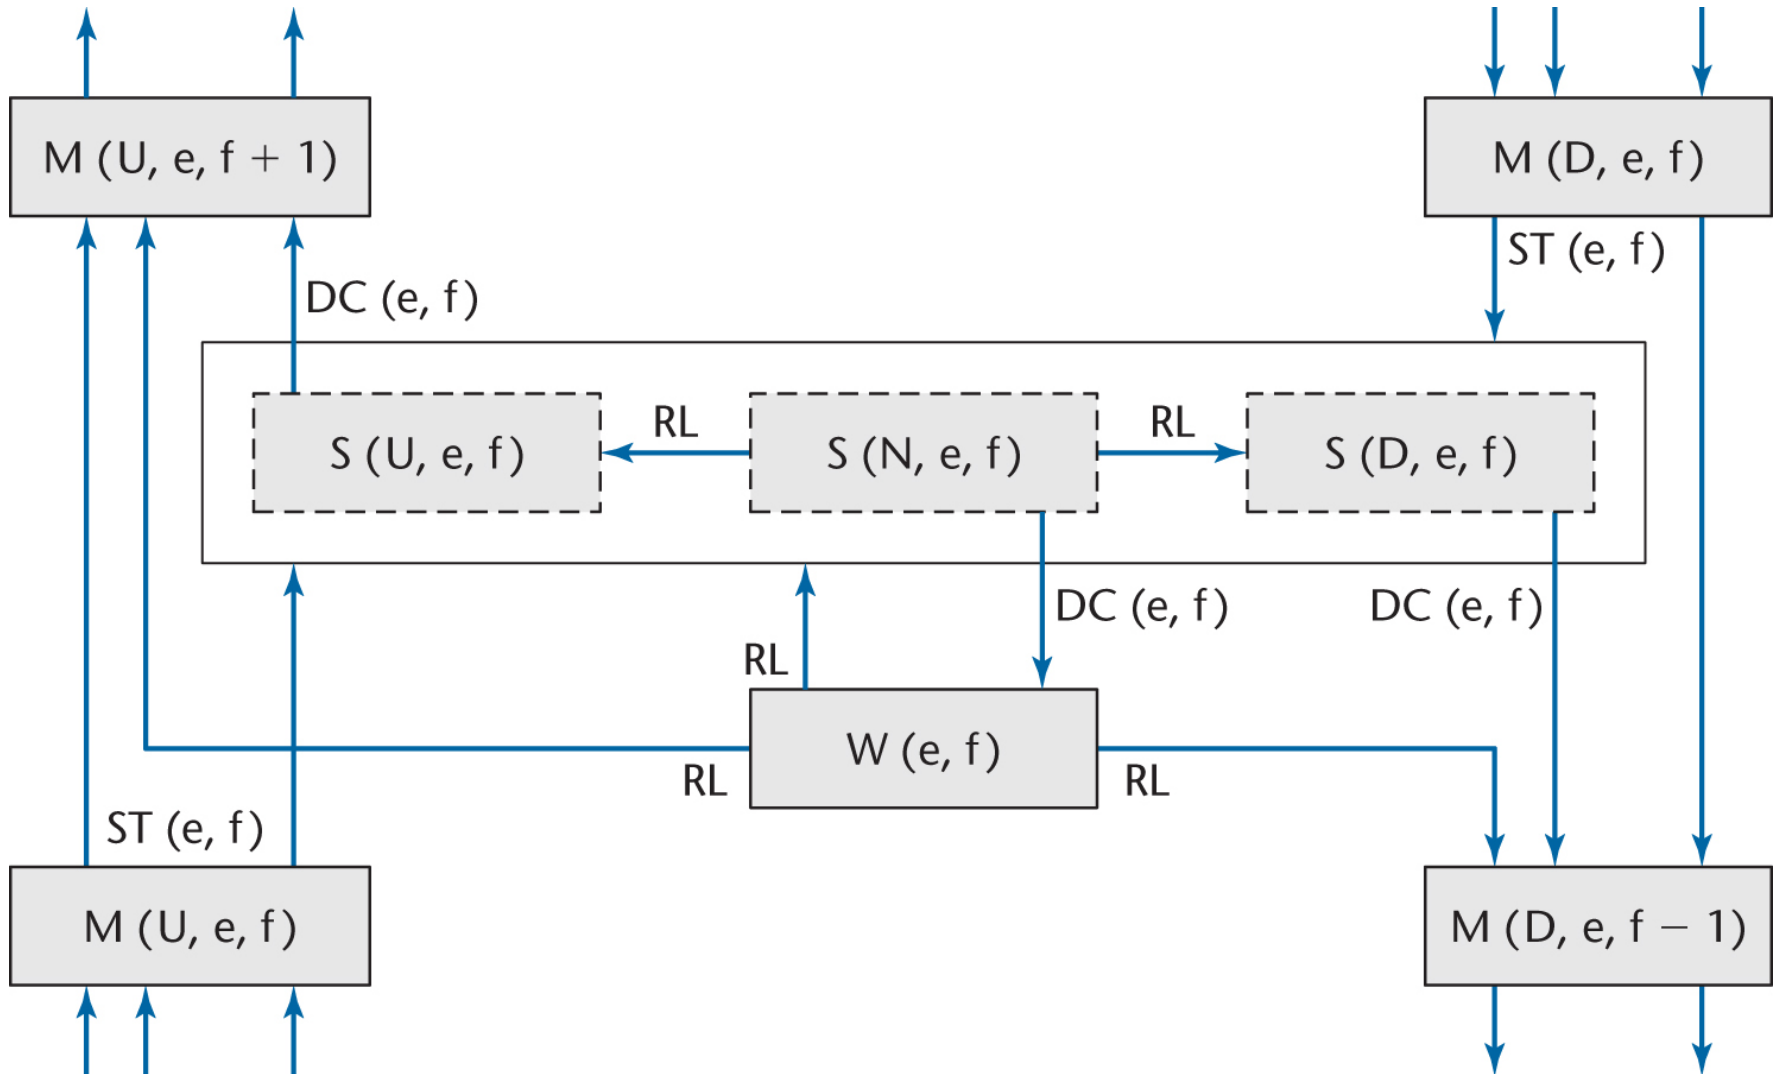 M (U, e, f + 1)
M (D, e, f)
ST (e, f)
DC (e, f)
RL
RL
S (U, e, f)
S (N, e, f)
S (D, e, f)
DC (e, f)
DC (e, f)
RL
W (e, f)
RL
RL
ST (e, f)
M (U, e, f)
M (D, e, f − 1)